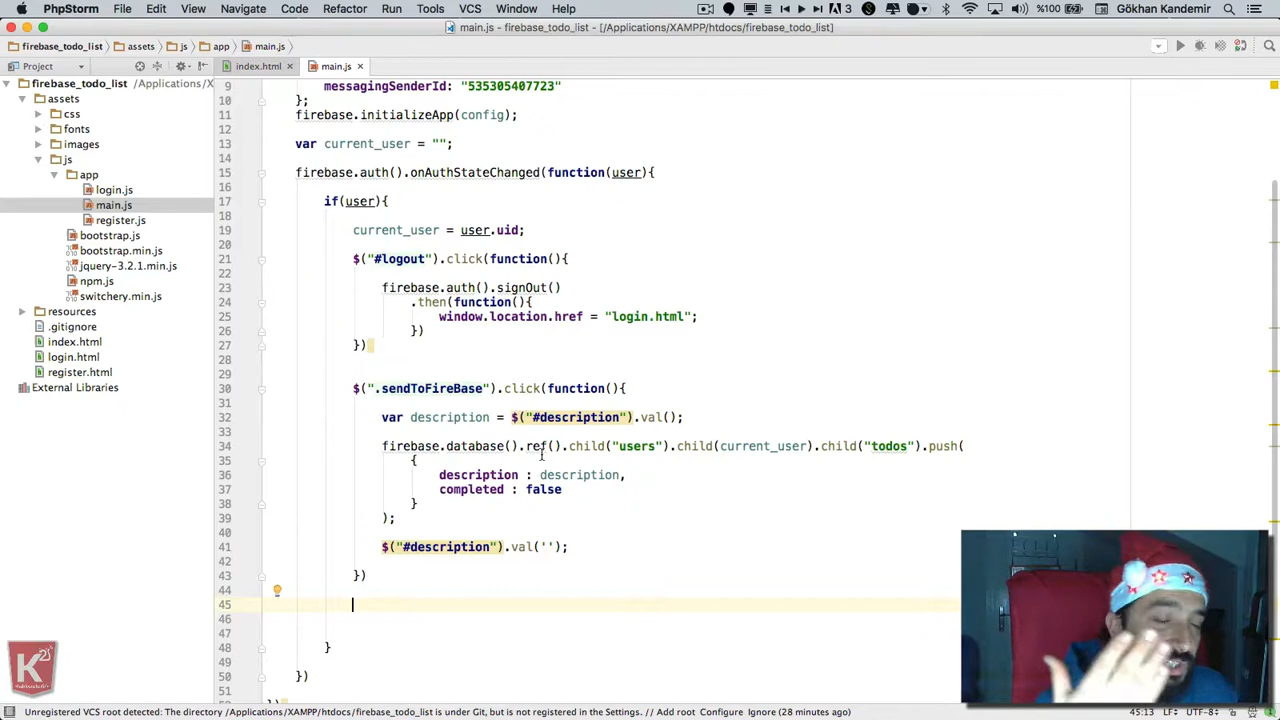 PhpStorm File Edit View Navigate Code Refactor Run Tools VCS Window Help 3 %100 Gökhan Kandemir
main.js - firebase_todo_list - [/Applications/XAMPP/htdocs/firebase_todo_list]
firebase_todo_list assets js app main.js
Project index.html main.js
firebase_todo_list /Applications/X
assets
css
fonts
images
js
app
login.js
main.js
register.js
bootstrap.js
bootstrap.min.js
jquery-3.2.1.min.js
npm.js
switchery.min.js
resources
.gitignore
index.html
login.html
register.html
External Libraries
9 messagingSenderId: "535305407723"
10 };
11 firebase.initializeApp(config);
12
13 var current_user = "";
14
15 firebase.auth().onAuthStateChanged(function(user){
16
17 if(user){
18
19 current_user = user.uid;
20
21 $("#logout").click(function(){
22
23 firebase.auth().signOut()
24 .then(function(){
25 window.location.href = "login.html";
26 })
27 })
28
30 $(".sendToFireBase").click(function(){
31
32 var description = $("#description").val();
33
34 firebase.database().ref().child("users").child(current_user).child("todos").push(
35 {
36 description : description,
37 completed : false
38 }
39 );
40
41 $("#description").val('');
42
43 })
44
45
46
47
48 }
49
50 })
51
K
Unregistered VCS root detected: The directory /Applications/XAMPP/htdocs/firebase_todo_list is under Git, but is not registered in the Settings. // Add root Configure Ignore (28 minutes ago) 45:13 LF÷ UTF-8÷